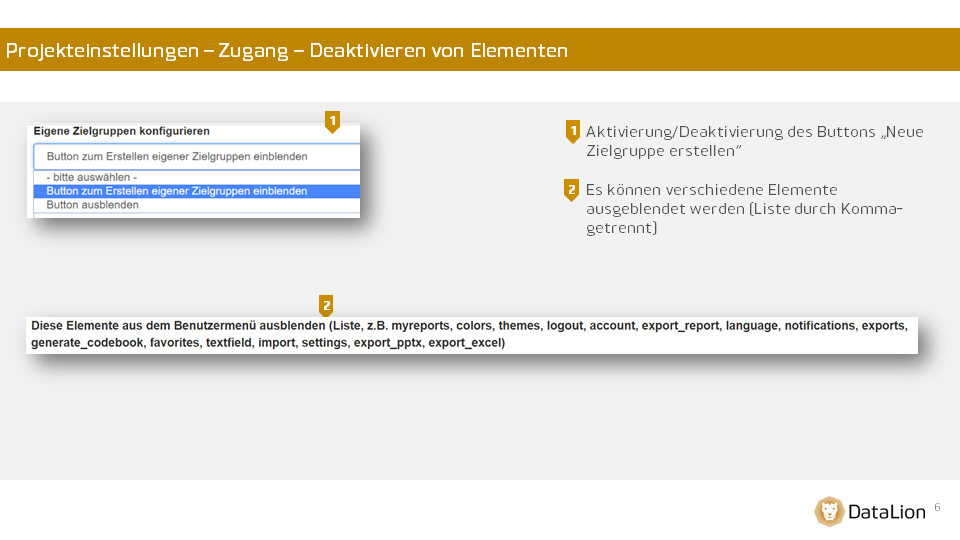 Projekteinstellungen – Zugang – Deaktivieren von Elementen
1
Eigene Zielgruppen konfigurieren
Button zum Erstellen eigener Zielgruppen einblenden
- bitte auswählen -
Button zum Erstellen eigener Zielgruppen einblenden
Button ausblenden
1 Aktivierung/Deaktivierung des Buttons „Neue
Zielgruppe erstellen”
2 Es können verschiedene Elemente
ausgeblendet werden (Liste durch Komma-
getrennt)
2
Diese Elemente aus dem Benutzermenü ausblenden (Liste, z.B. myreports, colors, themes, logout, account, export_report, language, notifications, exports,
generate_codebook, favorites, textfield, import, settings, export_pptx, export_excel)
DataLion
6